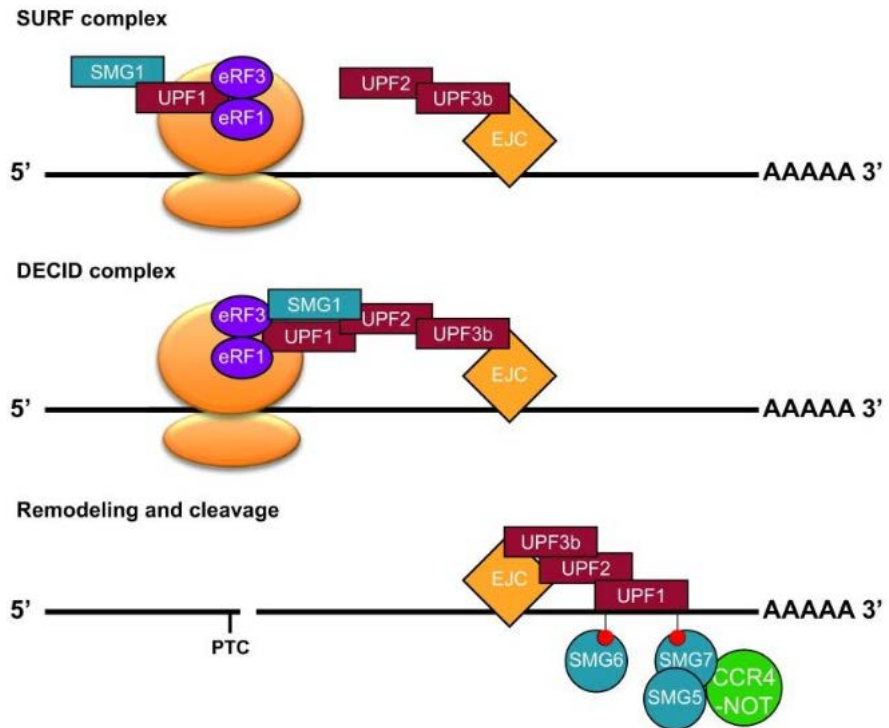 SURF complex
SMG1
UPF1
eRF3
eRF1
UPF2
UPF3b
EJC
5’
AAAAA 3’
DECID complex
eRF3
SMG1
UPF1
UPF2
UPF3b
eRF1
EJC
5’
AAAAA 3’
Remodeling and cleavage
UPF3b
EJC
UPF2
UPF1
5’
AAAAA 3’
PTC
SMG6
SMG7
SMG5
CCR4
-NOT